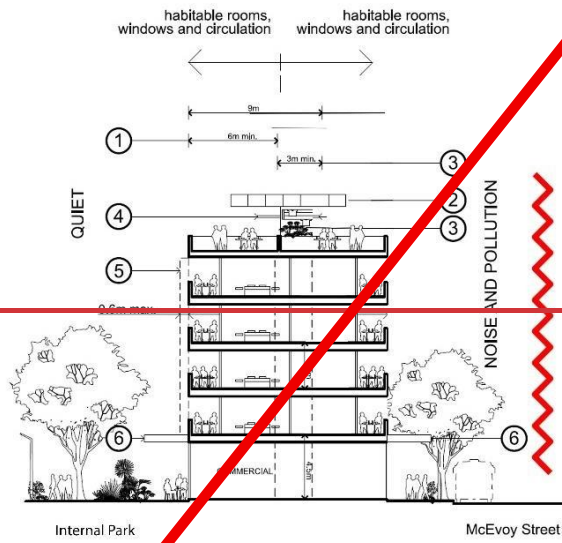 habitable rooms,
windows and circulation
habitable rooms,
windows and circulation
9m
1
6m min.
3m min.
3
2
QUIET
4
3
5
NOISE AND POLLUTION
6
6
COMMERCIAL
Internal Park
McEvoy Street